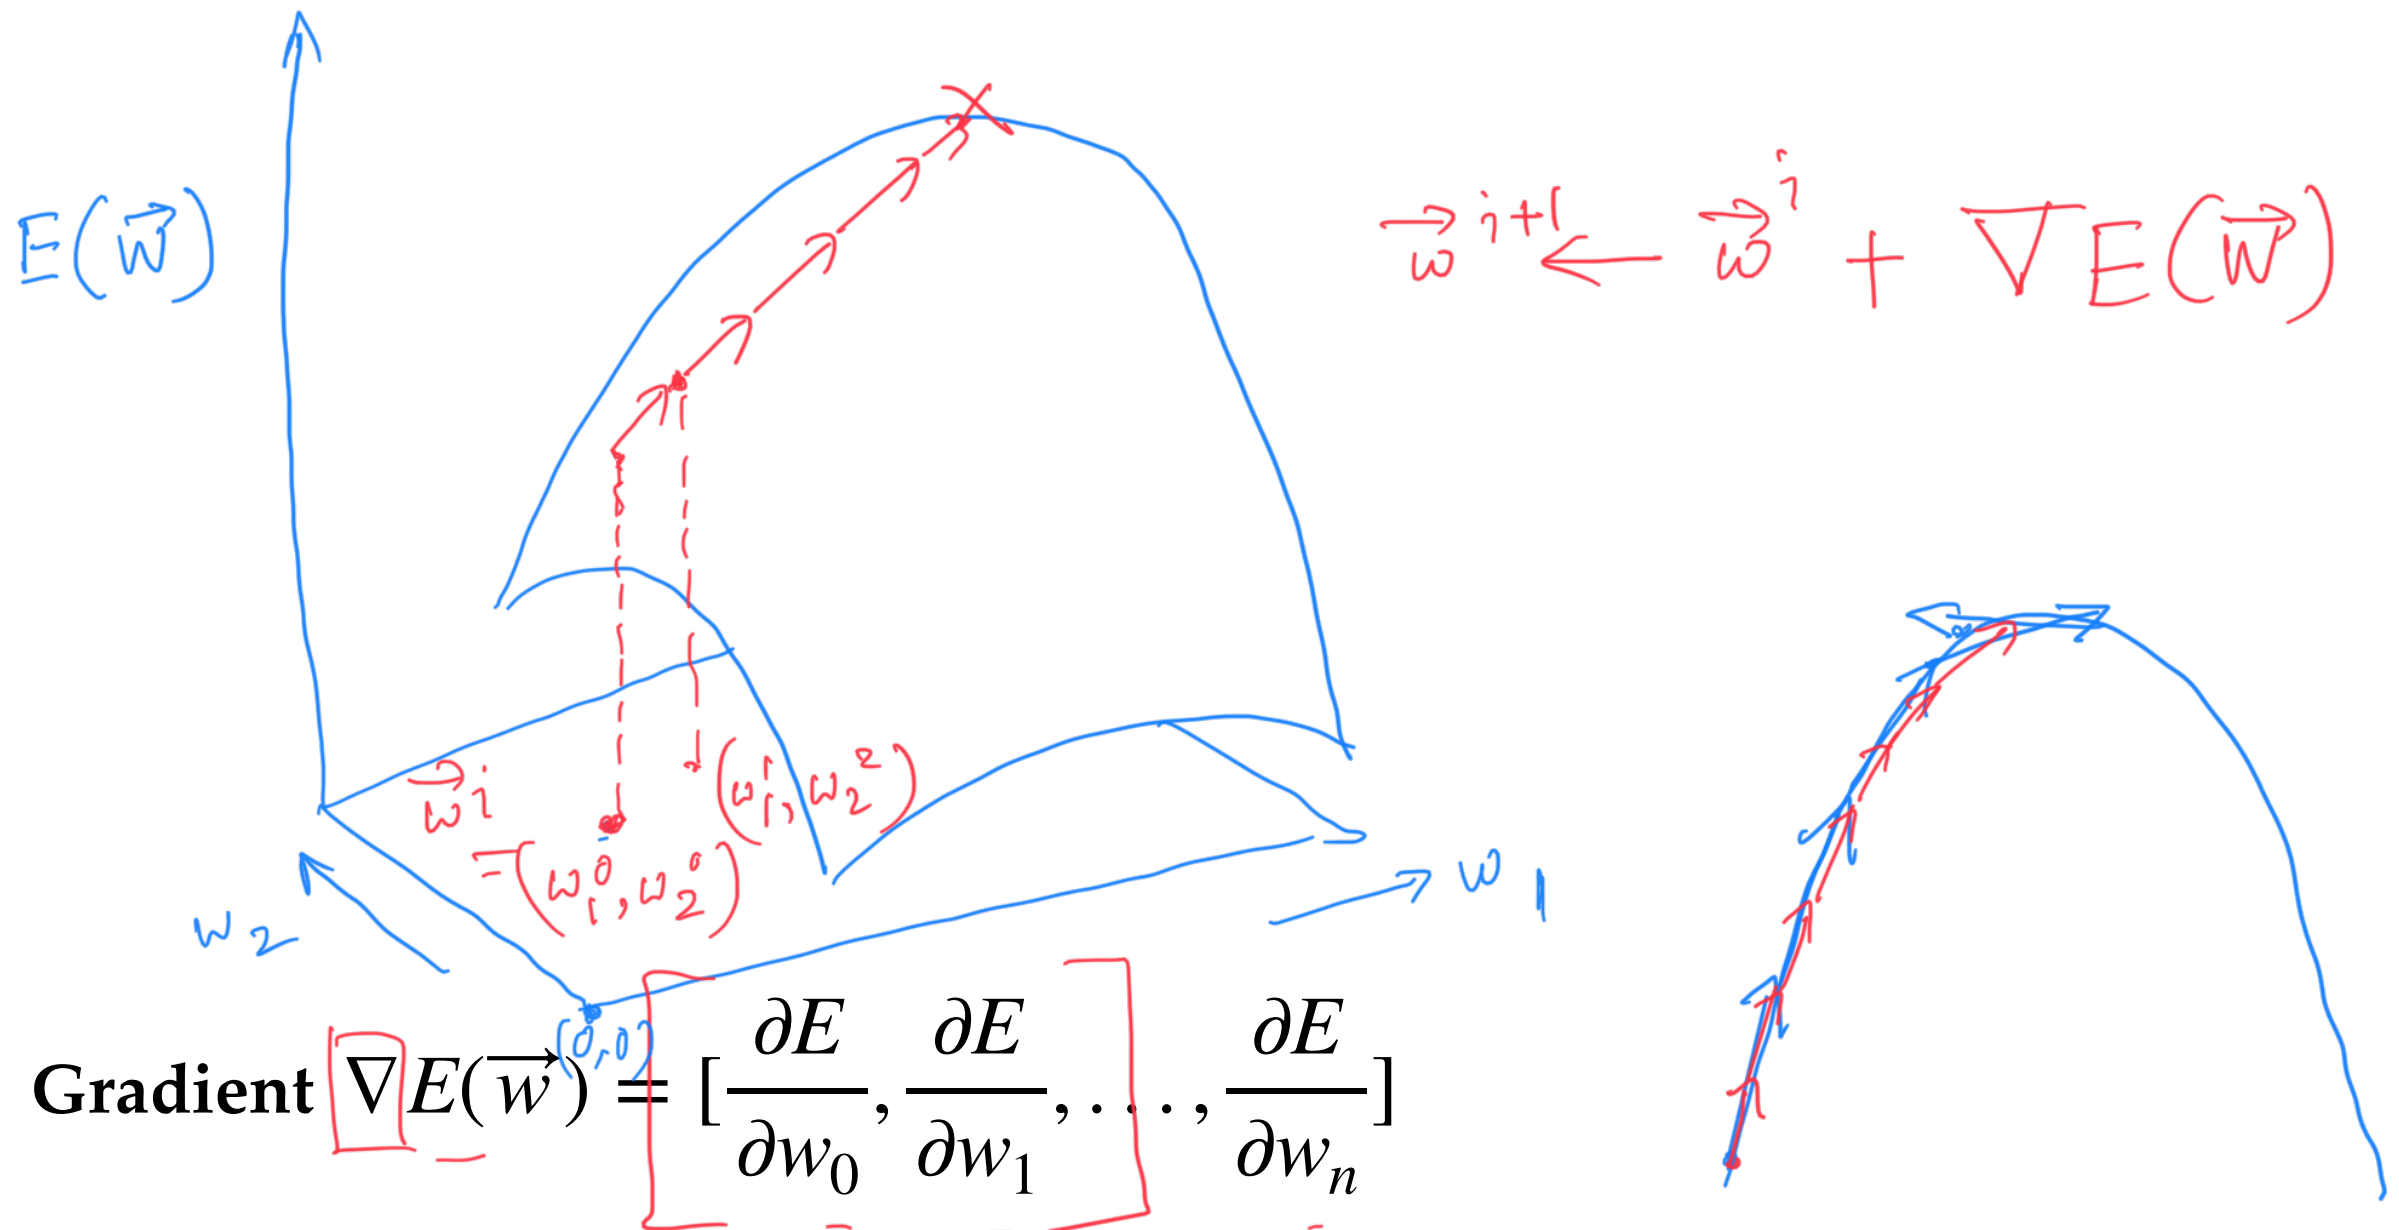 E(w⃗)
w⃗ⁱ⁺¹ ← w⃗ⁱ + ∇E(w⃗)
w⃗ⁱ
(w₁¹, w₂²)
= (w₁⁰, w₂⁰)
w₁
w₂
(0,0)
Gradient ∇E(w⃗) = [∂E/∂w₀, ∂E/∂w₁, . . . . , ∂E/∂wₙ]